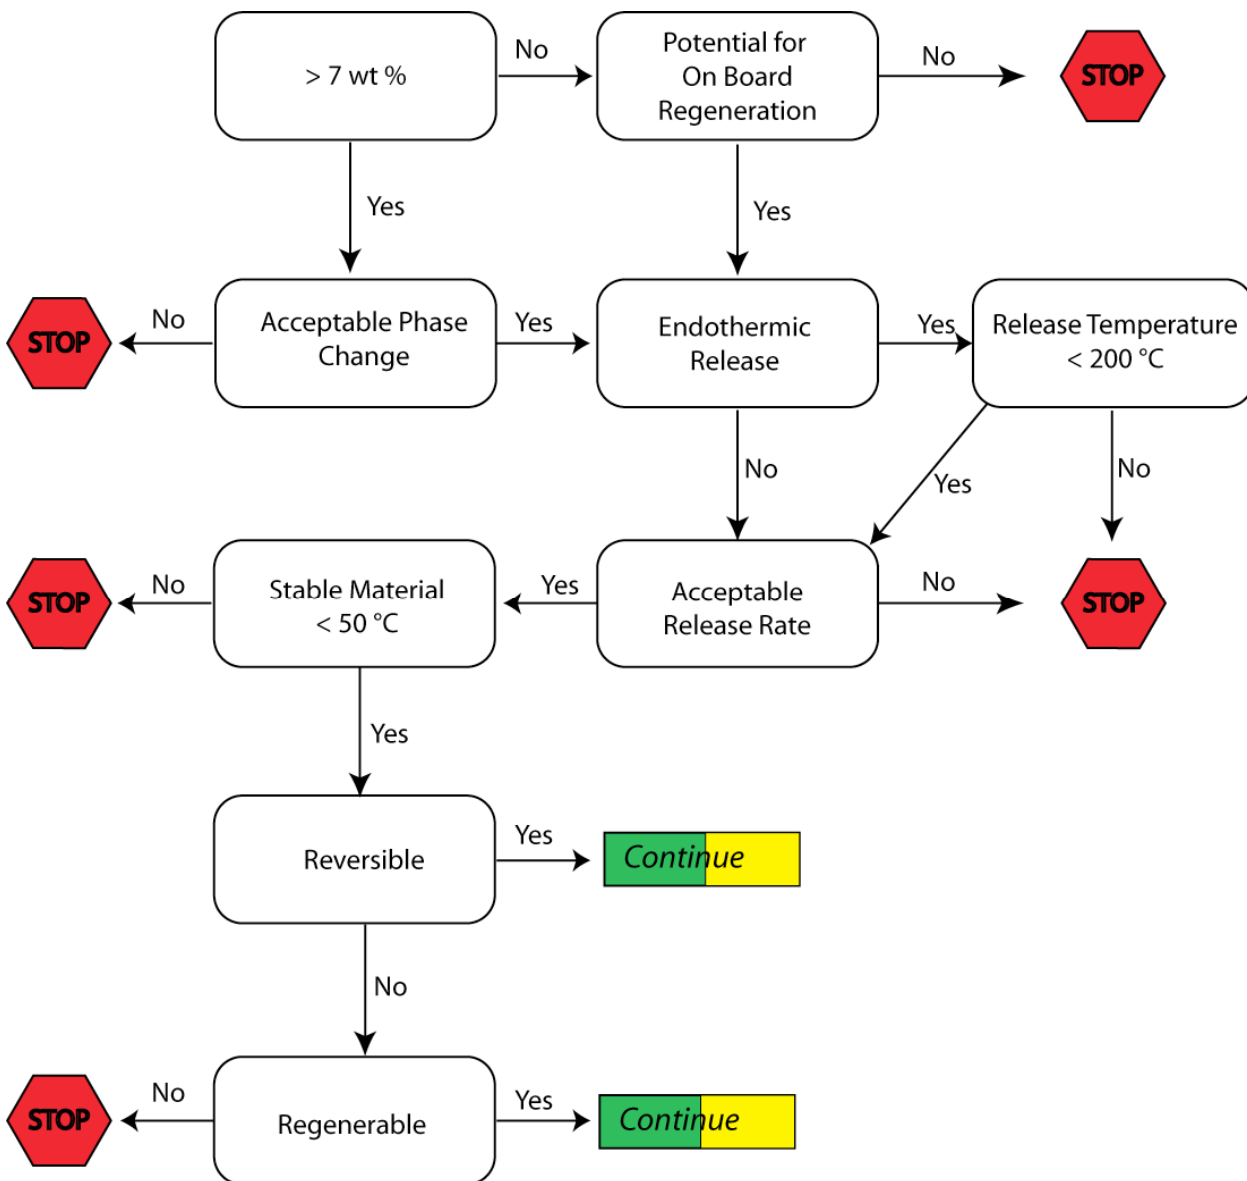 > 7 wt %
No
Potential for
On Board
Regeneration
No
STOP
Yes
Yes
STOP
No
Acceptable Phase
Change
Yes
Endothermic
Release
Yes
Release Temperature
< 200 °C
No
Yes
No
STOP
No
Stable Material
< 50 °C
Yes
Acceptable
Release Rate
No
STOP
Yes
Reversible
Yes
Continue
No
STOP
No
Regenerable
Yes
Continue